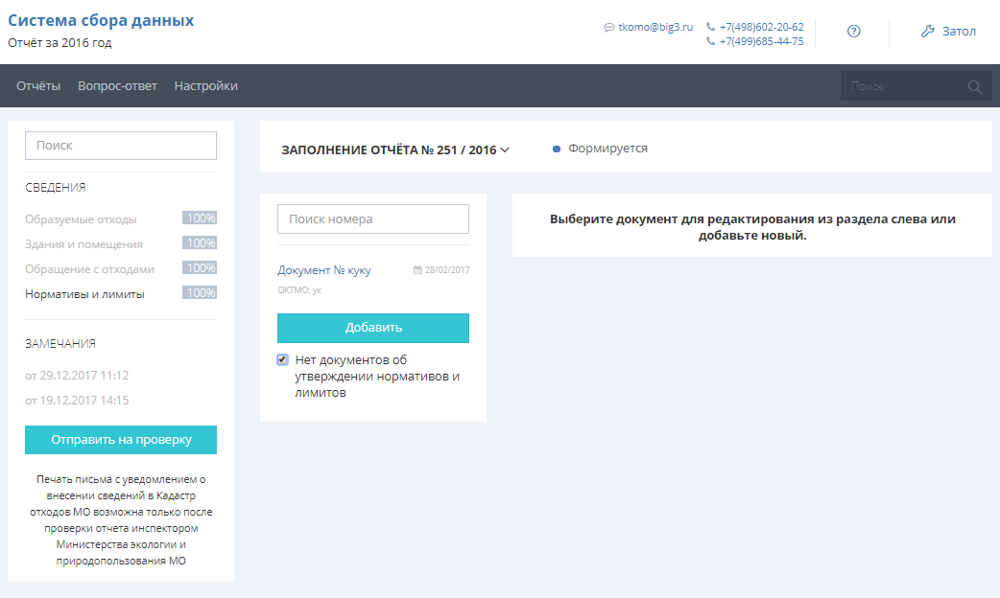 Система сбора данных
Отчёт за 2016 год
tkomo@big3.ru
+7(498)602-20-62
+7(499)685-44-75
Затол
Отчёты Вопрос-ответ Настройки
Поиск
Поиск
СВЕДЕНИЯ
Образуемые отходы 100%
Здания и помещения 100%
Обращение с отходами 100%
Нормативы и лимиты 100%
ЗАМЕЧАНИЯ
от 29.12.2017 11:12
от 19.12.2017 14:15
Отправить на проверку
Печать письма с уведомлением о
внесении сведений в Кадастр
отходов МО возможна только после
проверки отчета инспектором
Министерства экологии и
природопользования МО
ЗАПОЛНЕНИЕ ОТЧЁТА № 251 / 2016
Формируется
Поиск номера
Документ № куку 28/02/2017
ОКТМО: ук
Добавить
Нет документов об
утверждении нормативов и
лимитов
Выберите документ для редактирования из раздела слева или
добавьте новый.